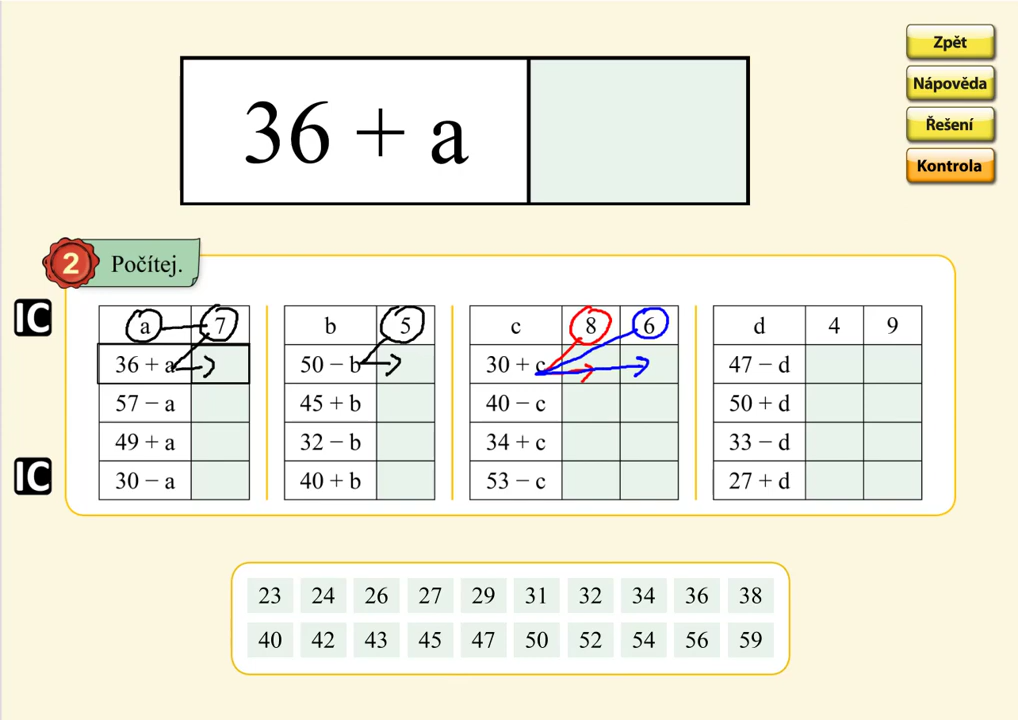 36 + a
Zpět
Nápověda
Řešení
Kontrola
2 Počítej.
IC
IC
a 7
36 + a
57 − a
49 + a
30 − a
b 5
50 − b
45 + b
32 − b
40 + b
c 8 6
30 + c
40 − c
34 + c
53 − c
d 4 9
47 − d
50 + d
33 − d
27 + d
23 24 26 27 29 31 32 34 36 38
40 42 43 45 47 50 52 54 56 59